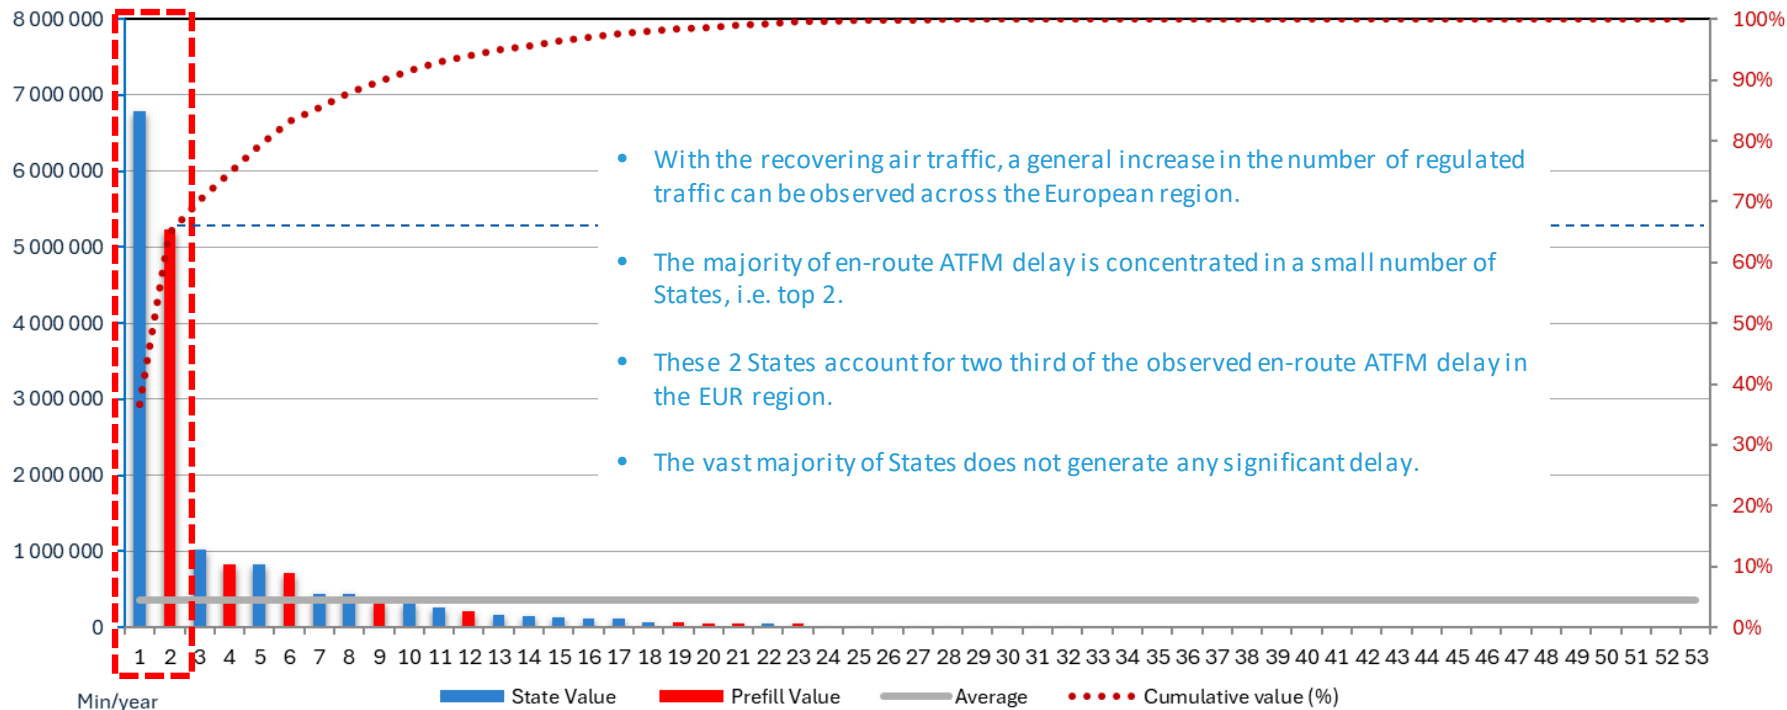 8 000 000
7 000 000
6 000 000
5 000 000
4 000 000
3 000 000
2 000 000
1 000 000
0
100%
90%
80%
70%
60%
50%
40%
30%
20%
10%
0%
• With the recovering air traffic, a general increase in the number of regulated
traffic can be observed across the European region.
• The majority of en-route ATFM delay is concentrated in a small number of
States, i.e. top 2.
• These 2 States account for two third of the observed en-route ATFM delay in
the EUR region.
• The vast majority of States does not generate any significant delay.
1 2 3 4 5 6 7 8 9 10 11 12 13 14 15 16 17 18 19 20 21 22 23 24 25 26 27 28 29 30 31 32 33 34 35 36 37 38 39 40 41 42 43 44 45 46 47 48 49 50 51 52 53
Min/year
State Value Prefill Value Average Cumulative value (%)